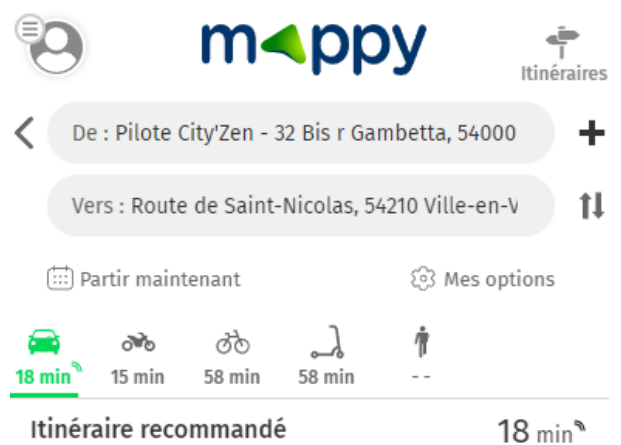 mappy
Itinéraires
De : Pilote City'Zen - 32 Bis r Gambetta, 54000
Vers : Route de Saint-Nicolas, 54210 Ville-en-V
Partir maintenant Mes options
18 min 15 min 58 min 58 min --
Itinéraire recommandé 18 min